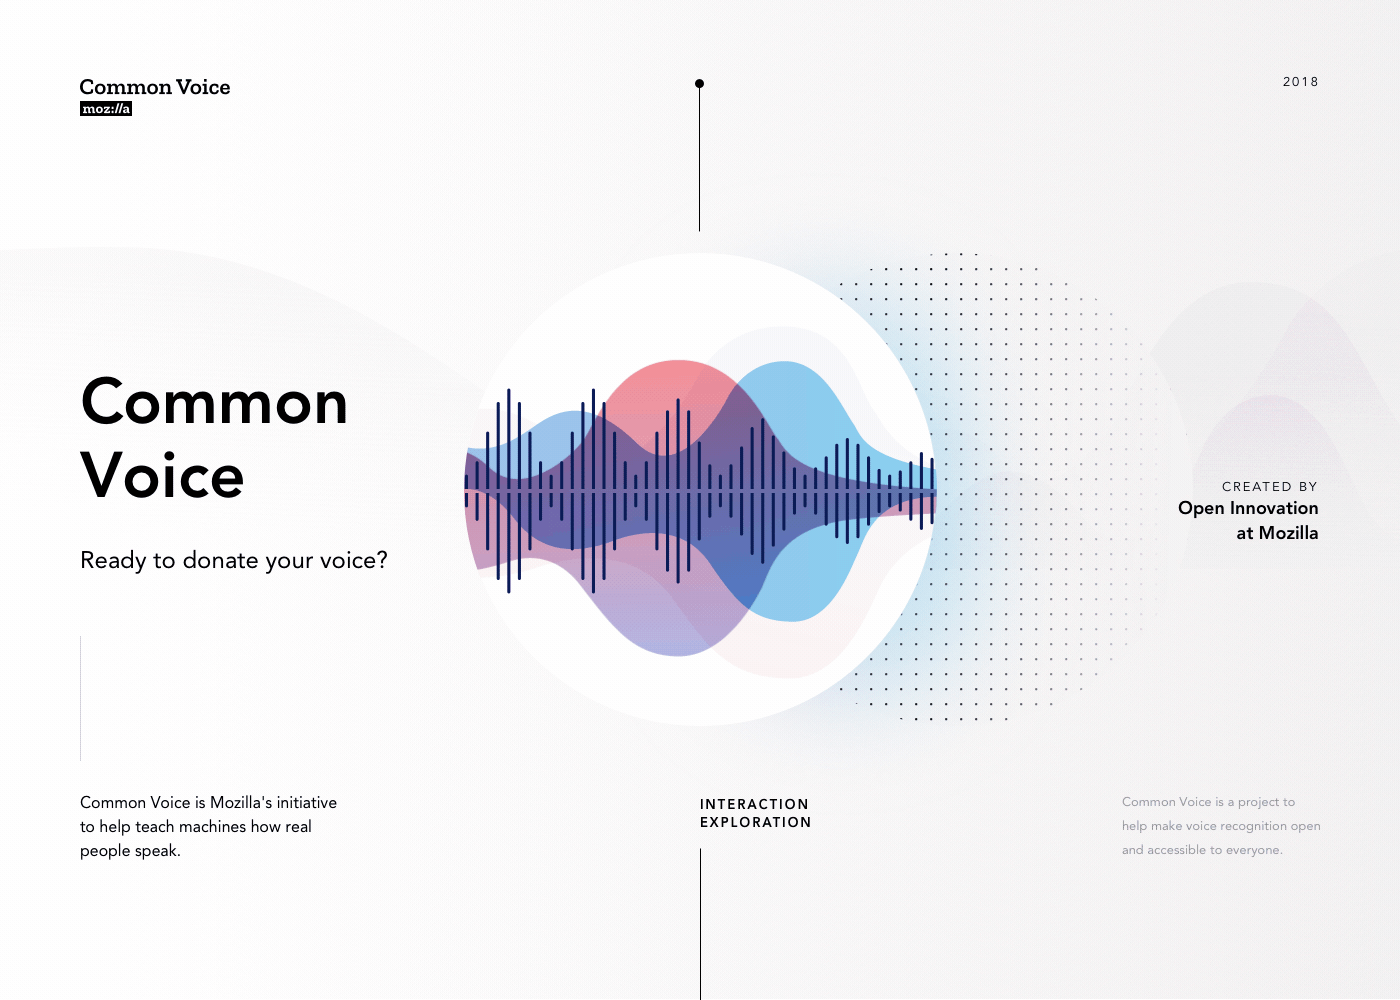 Common Voice
moz://a
2018
Common
Voice
Ready to donate your voice?
CREATED BY
Open Innovation
at Mozilla
Common Voice is Mozilla's initiative
to help teach machines how real
people speak.
INTERACTION
EXPLORATION
Common Voice is a project to
help make voice recognition open
and accessible to everyone.